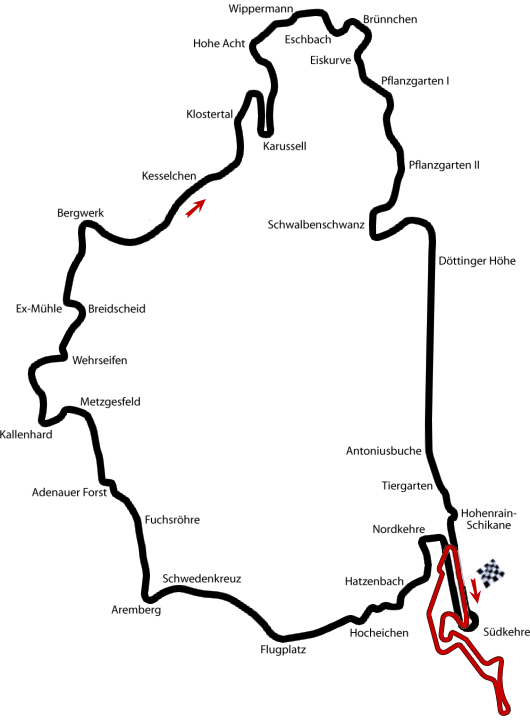 Wippermann
Brünnchen
Eschbach
Hohe Acht
Eiskurve
Pflanzgarten I
Klostertal
Karussell
Pflanzgarten II
Kesselchen
Bergwerk
Schwalbenschwanz
Döttinger Höhe
Ex-Mühle
Breidscheid
Wehrseifen
Metzgesfeld
Kallenhard
Antoniusbuche
Tiergarten
Adenauer Forst
Hohenrain-
Schikane
Fuchsröhre
Nordkehre
Schwedenkreuz
Hatzenbach
Aremberg
Hocheichen
Südkehre
Flugplatz